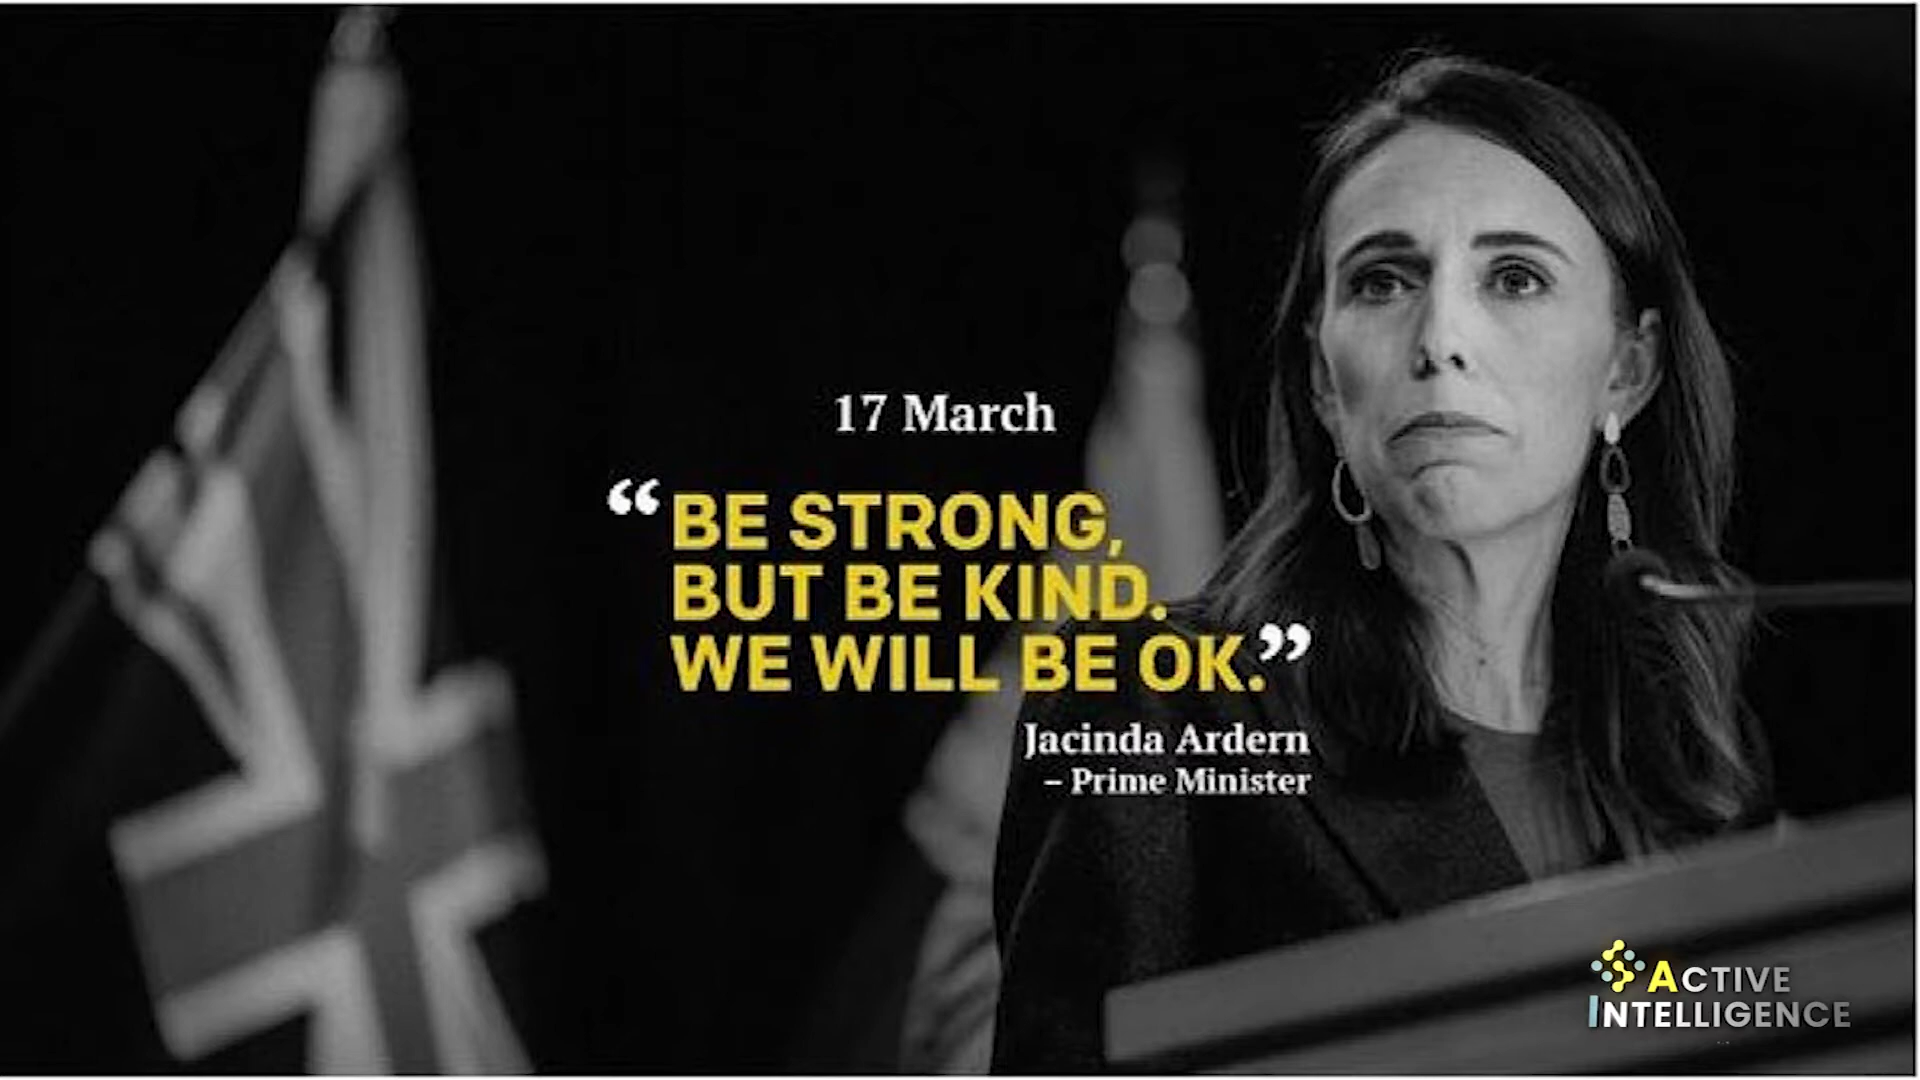 17 March
“BE STRONG,
BUT BE KIND.
WE WILL BE OK.”
Jacinda Ardern
– Prime Minister
ACTIVE
INTELLIGENCE